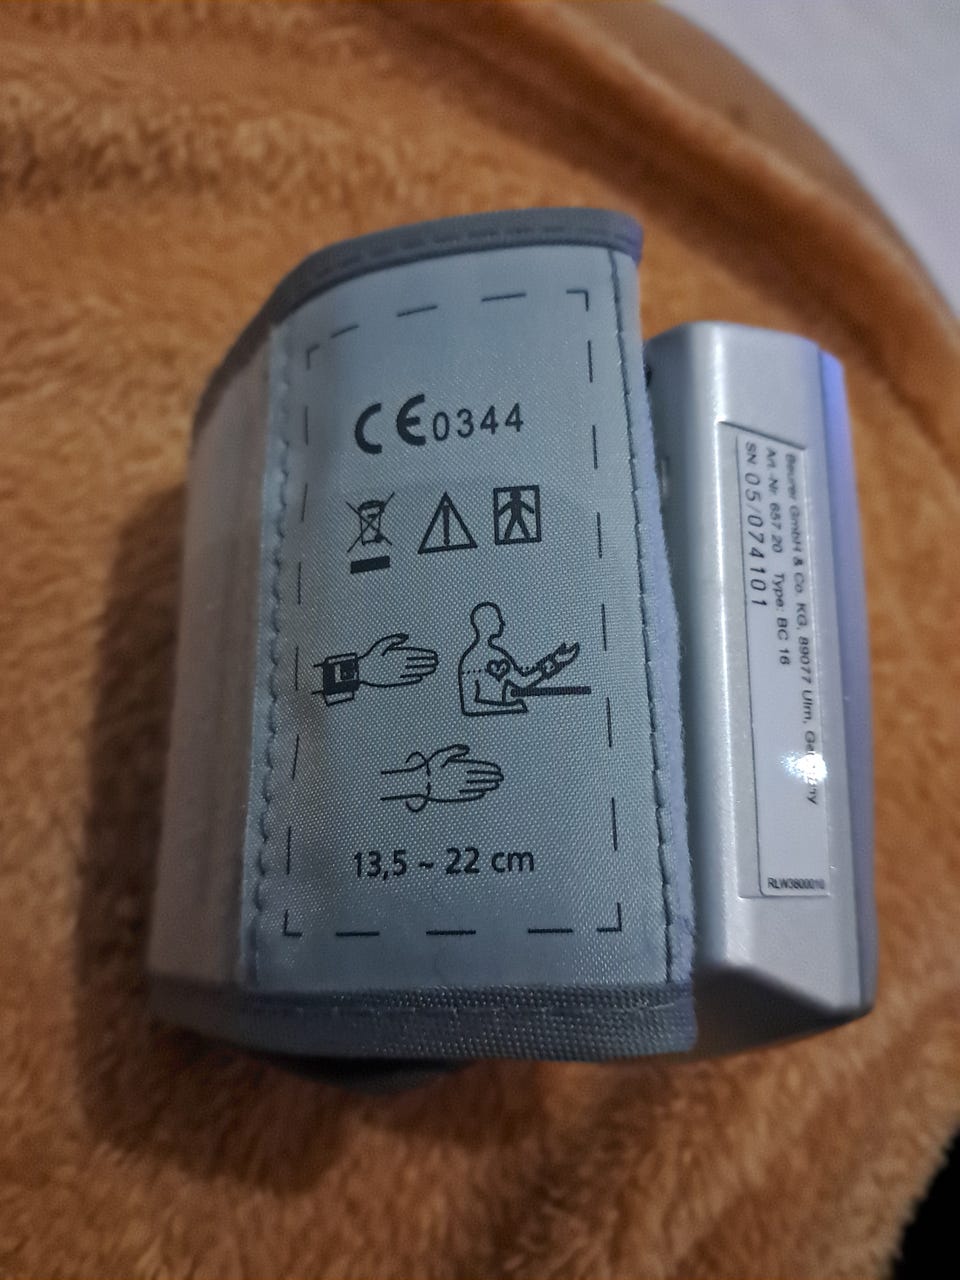 CE0344
13,5 ~ 22 cm
Beurer GmbH & Co. KG, 89077 Ulm, Germany
Art.-Nr. 657 20 Type: BC 16
SN 05/074101
RLW3800010